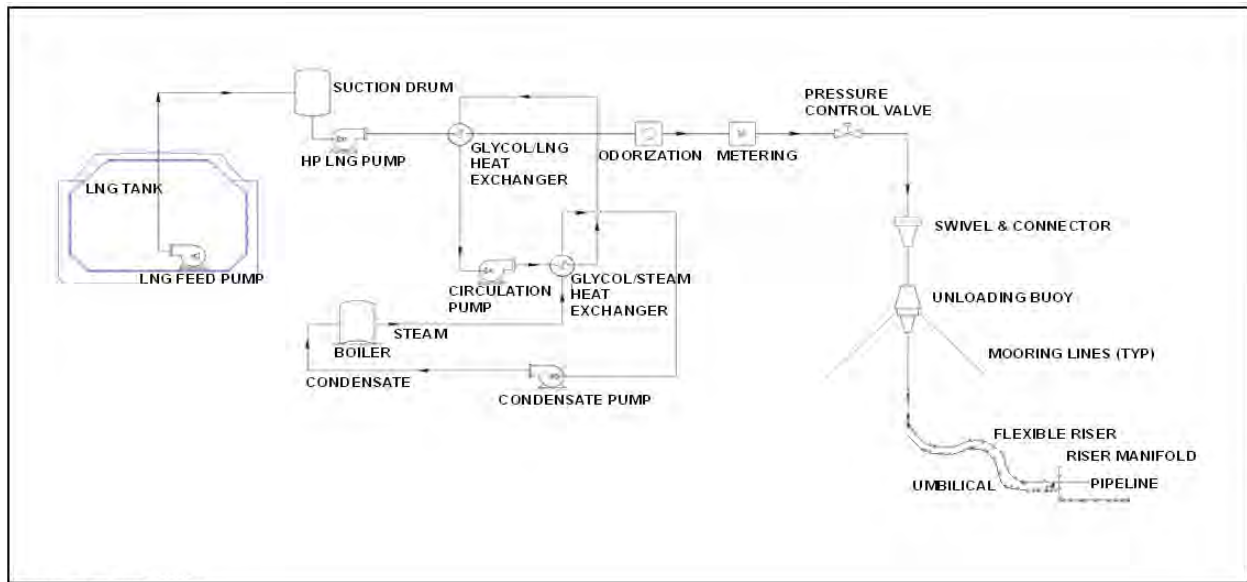 SUCTION DRUM
PRESSURE
CONTROL VALVE
HP LNG PUMP
GLYCOL/LNG
HEAT
EXCHANGER
ODORIZATION
METERING
M
LNG TANK
LNG FEED PUMP
SWIVEL & CONNECTOR
CIRCULATION
PUMP
GLYCOL/STEAM
HEAT
EXCHANGER
UNLOADING BUOY
STEAM
BOILER
MOORING LINES (TYP)
CONDENSATE
CONDENSATE PUMP
FLEXIBLE RISER
RISER MANIFOLD
UMBILICAL
PIPELINE